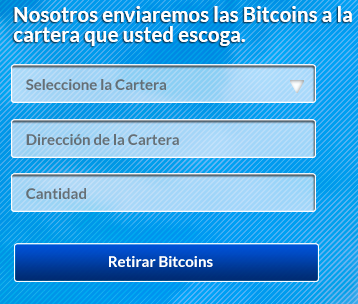 Nosotros enviaremos las Bitcoins a la
cartera que usted escoga.
Seleccione la Cartera
Dirección de la Cartera
Cantidad
Retirar Bitcoins